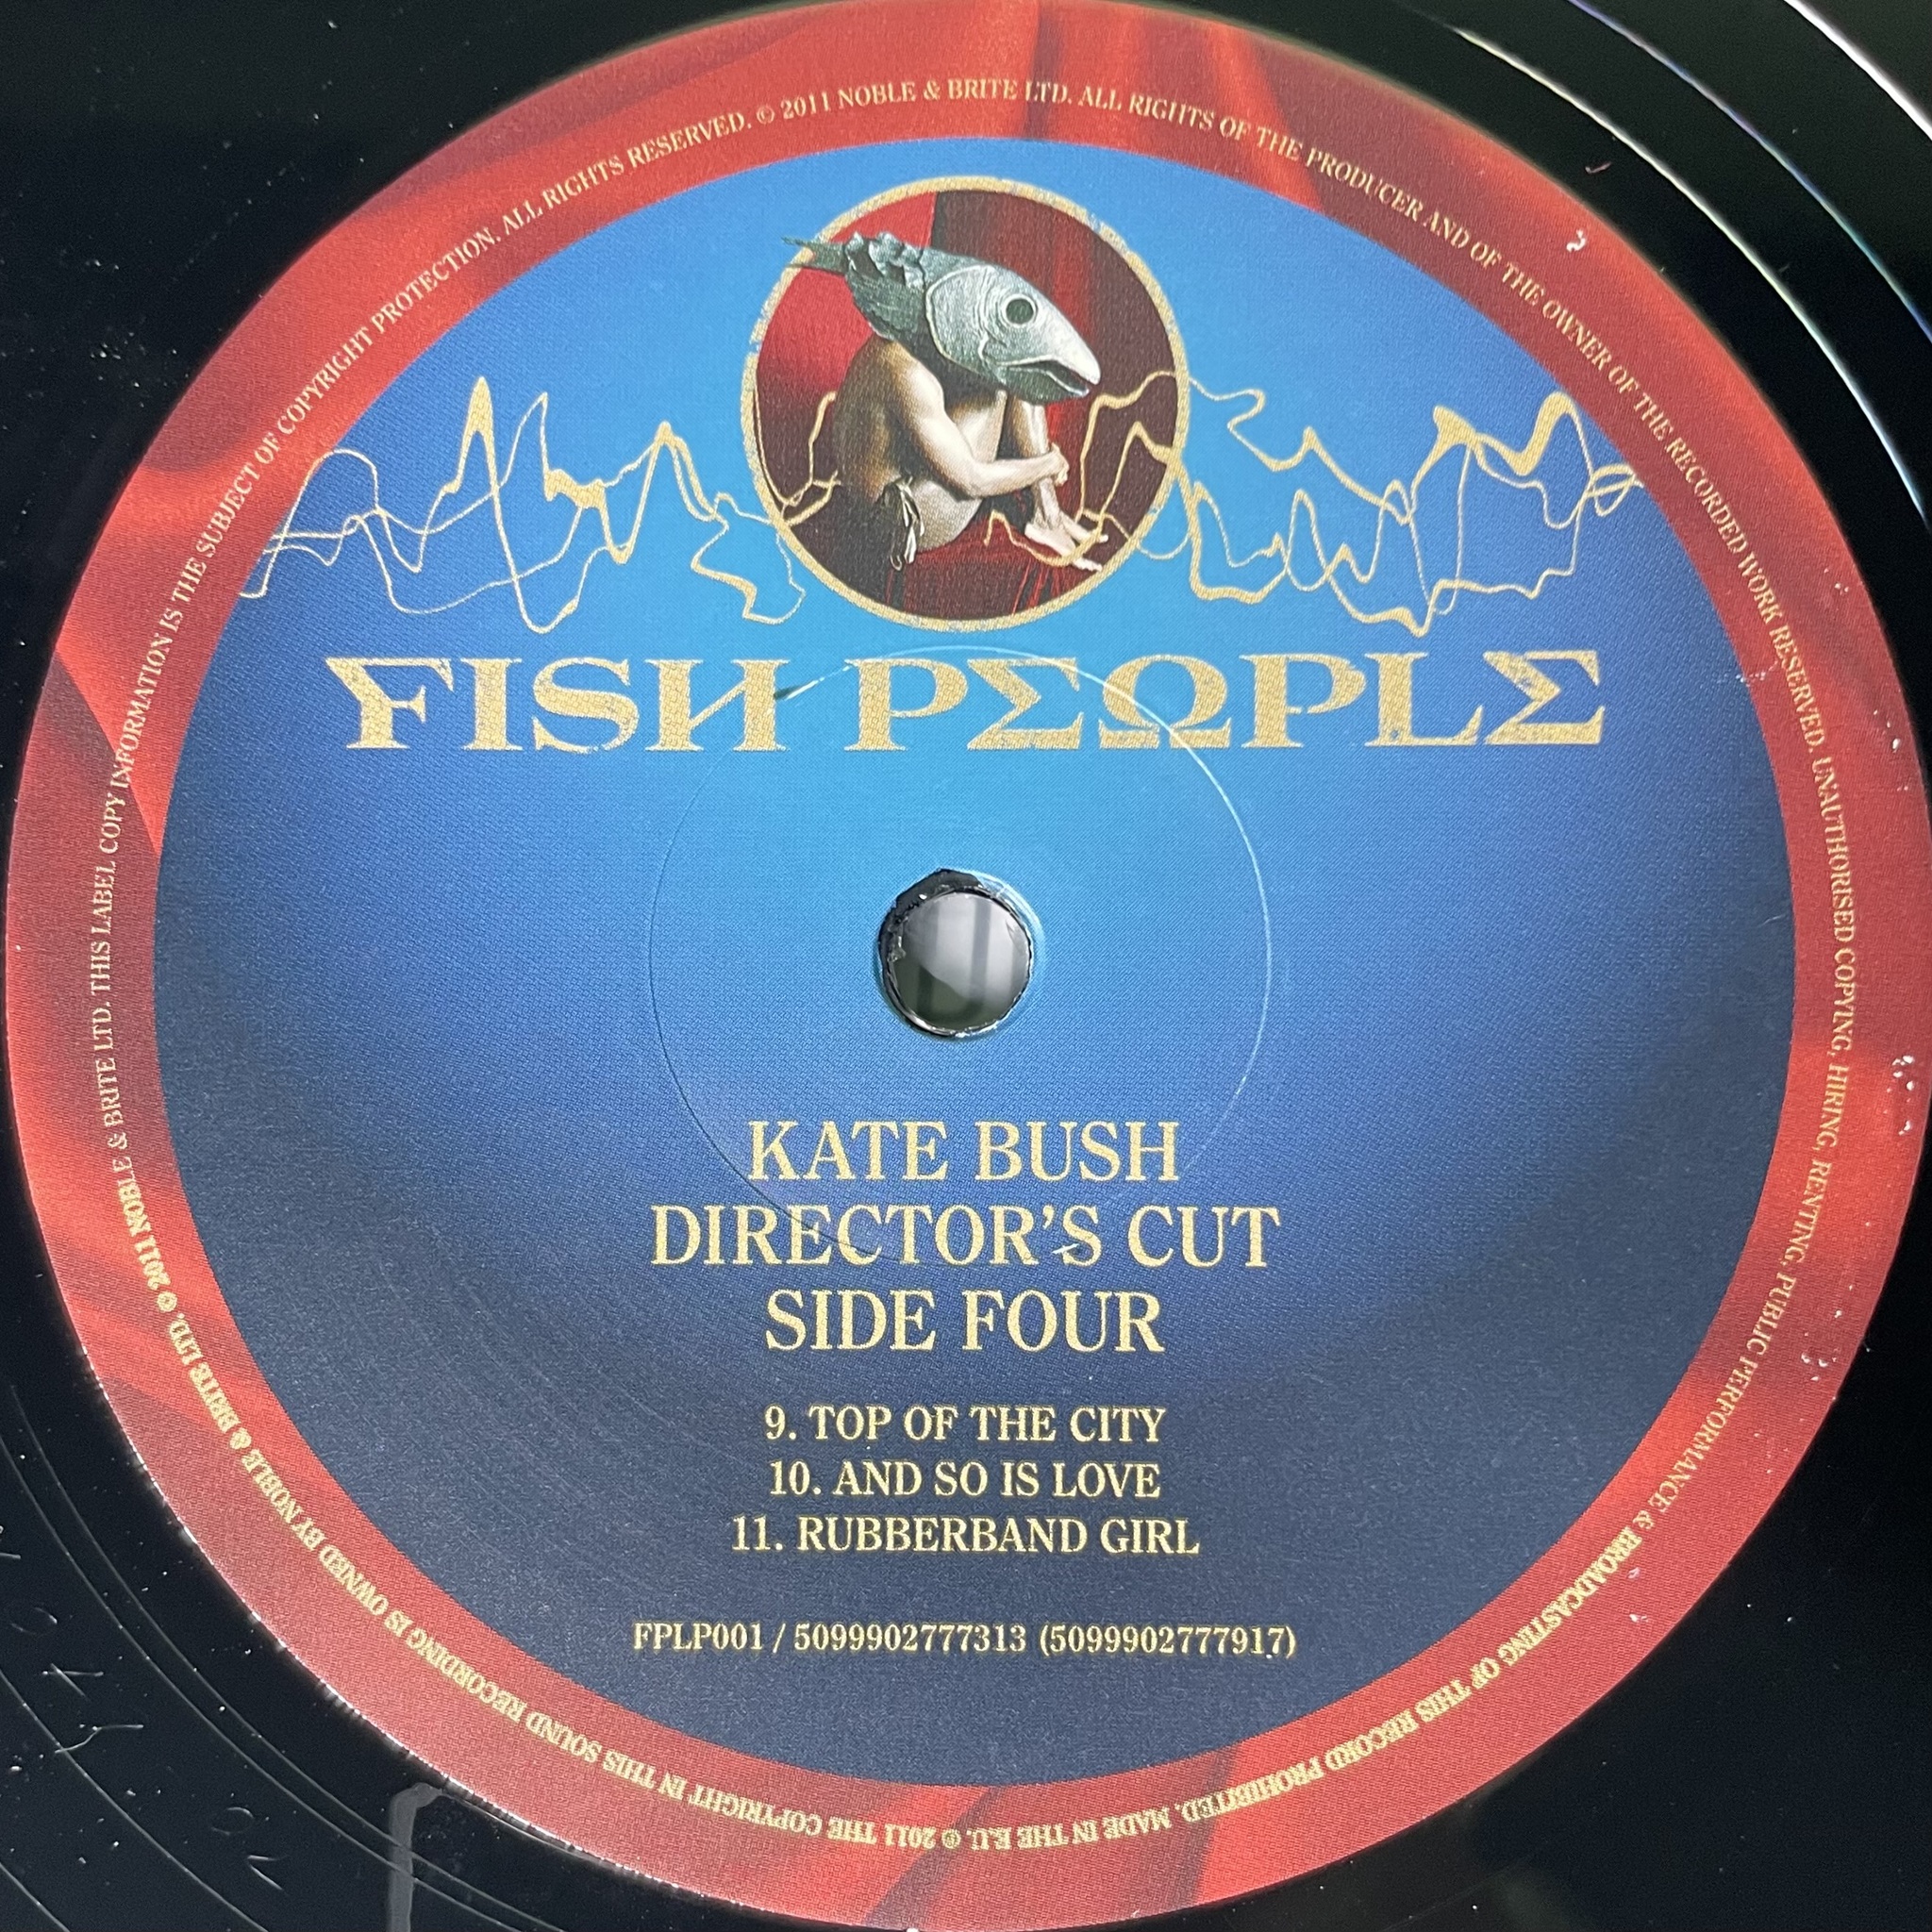 FISH PEΩPLE
KATE BUSH
DIRECTOR'S CUT
SIDE FOUR
9. TOP OF THE CITY
10. AND SO IS LOVE
11. RUBBERBAND GIRL
FPLP001 / 5099902777313 (5099902777917)
℗ 2011 THE COPYRIGHT IN THIS SOUND RECORDING IS OWNED BY NOBLE & BRITE LTD. © 2011 NOBLE & BRITE LTD. THIS LABEL COPY INFORMATION IS THE SUBJECT OF COPYRIGHT PROTECTION. ALL RIGHTS RESERVED. © 2011 NOBLE & BRITE LTD. ALL RIGHTS OF THE PRODUCER AND OF THE OWNER OF THE RECORDED WORK RESERVED. UNAUTHORISED COPYING, HIRING, RENTING, PUBLIC PERFORMANCE & BROADCASTING OF THIS RECORD PROHIBITED. MADE IN THE E.U.